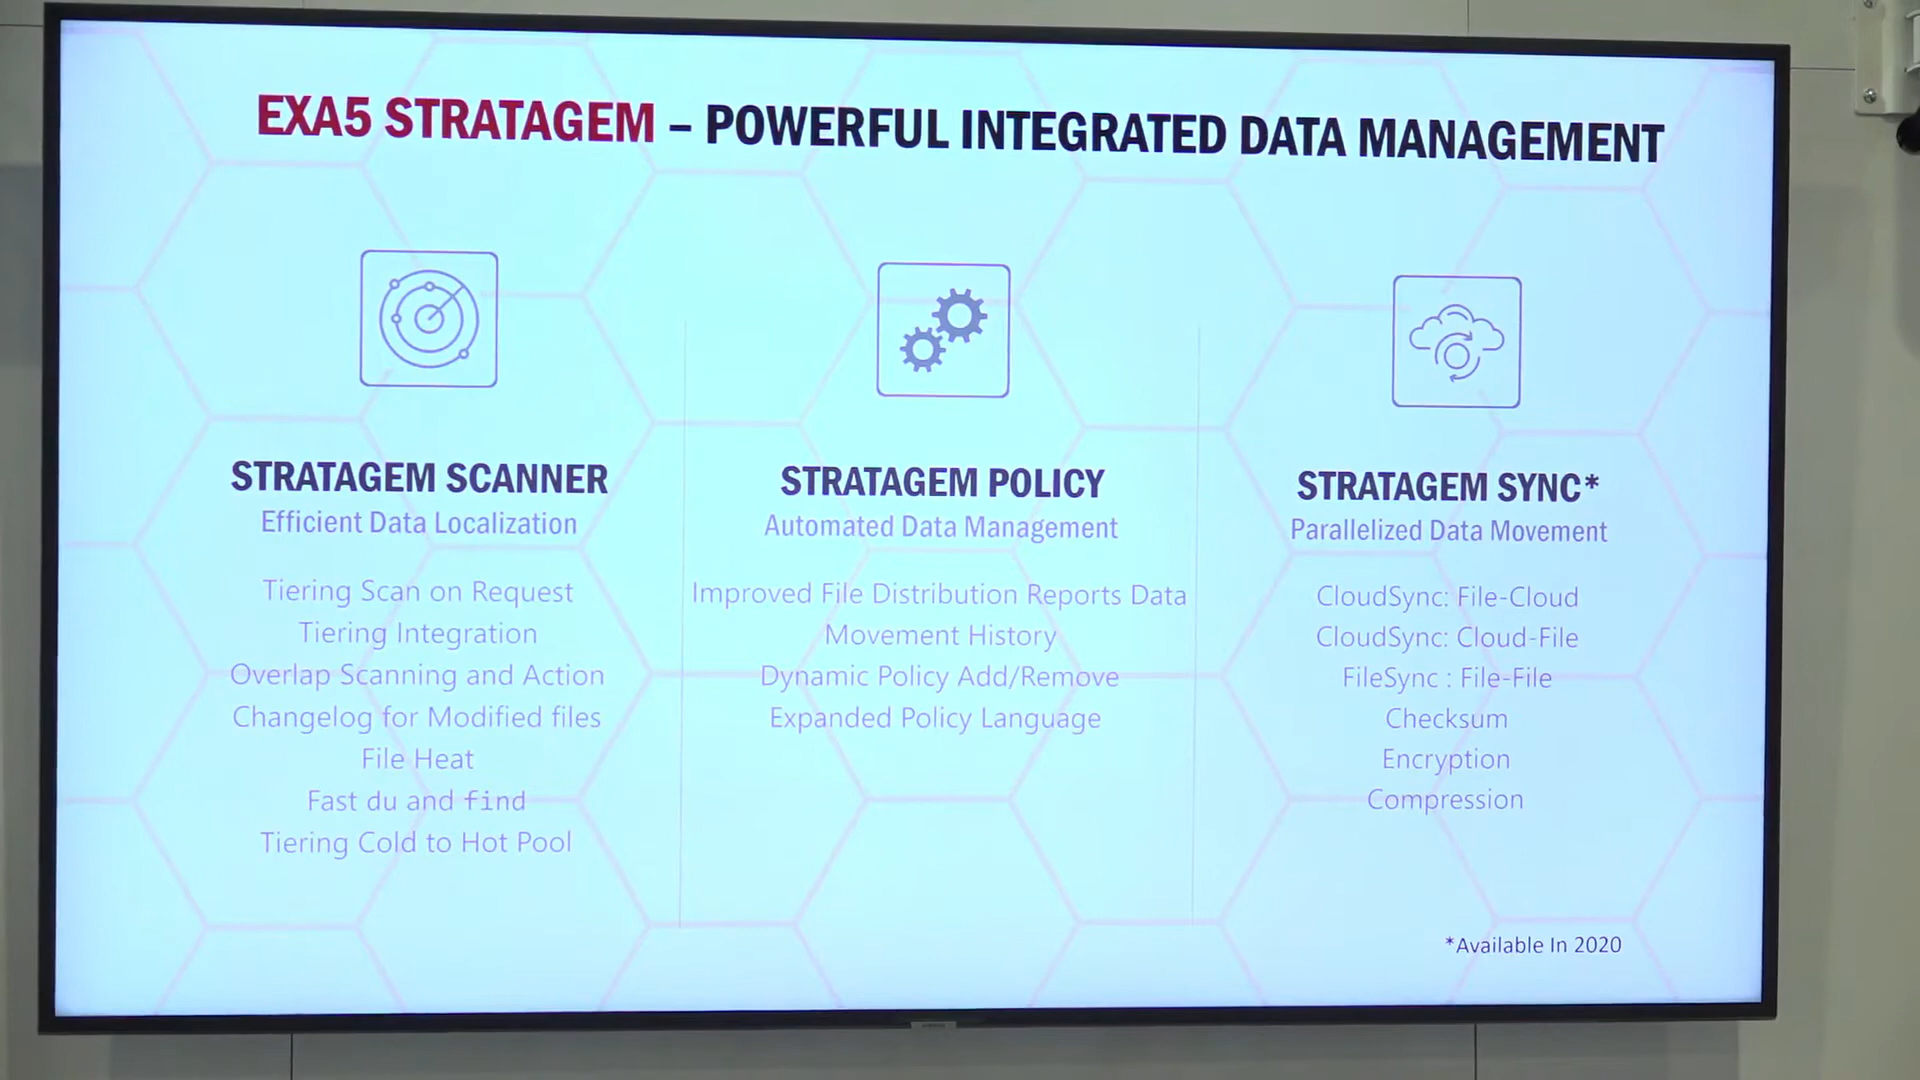 EXA5 STRATAGEM – POWERFUL INTEGRATED DATA MANAGEMENT
STRATAGEM SCANNER
Efficient Data Localization
Tiering Scan on Request
Tiering Integration
Overlap Scanning and Action
Changelog for Modified files
File Heat
Fast du and find
Tiering Cold to Hot Pool
STRATAGEM POLICY
Automated Data Management
Improved File Distribution Reports Data
Movement History
Dynamic Policy Add/Remove
Expanded Policy Language
STRATAGEM SYNC*
Parallelized Data Movement
CloudSync: File-Cloud
CloudSync: Cloud-File
FileSync : File-File
Checksum
Encryption
Compression
*Available In 2020